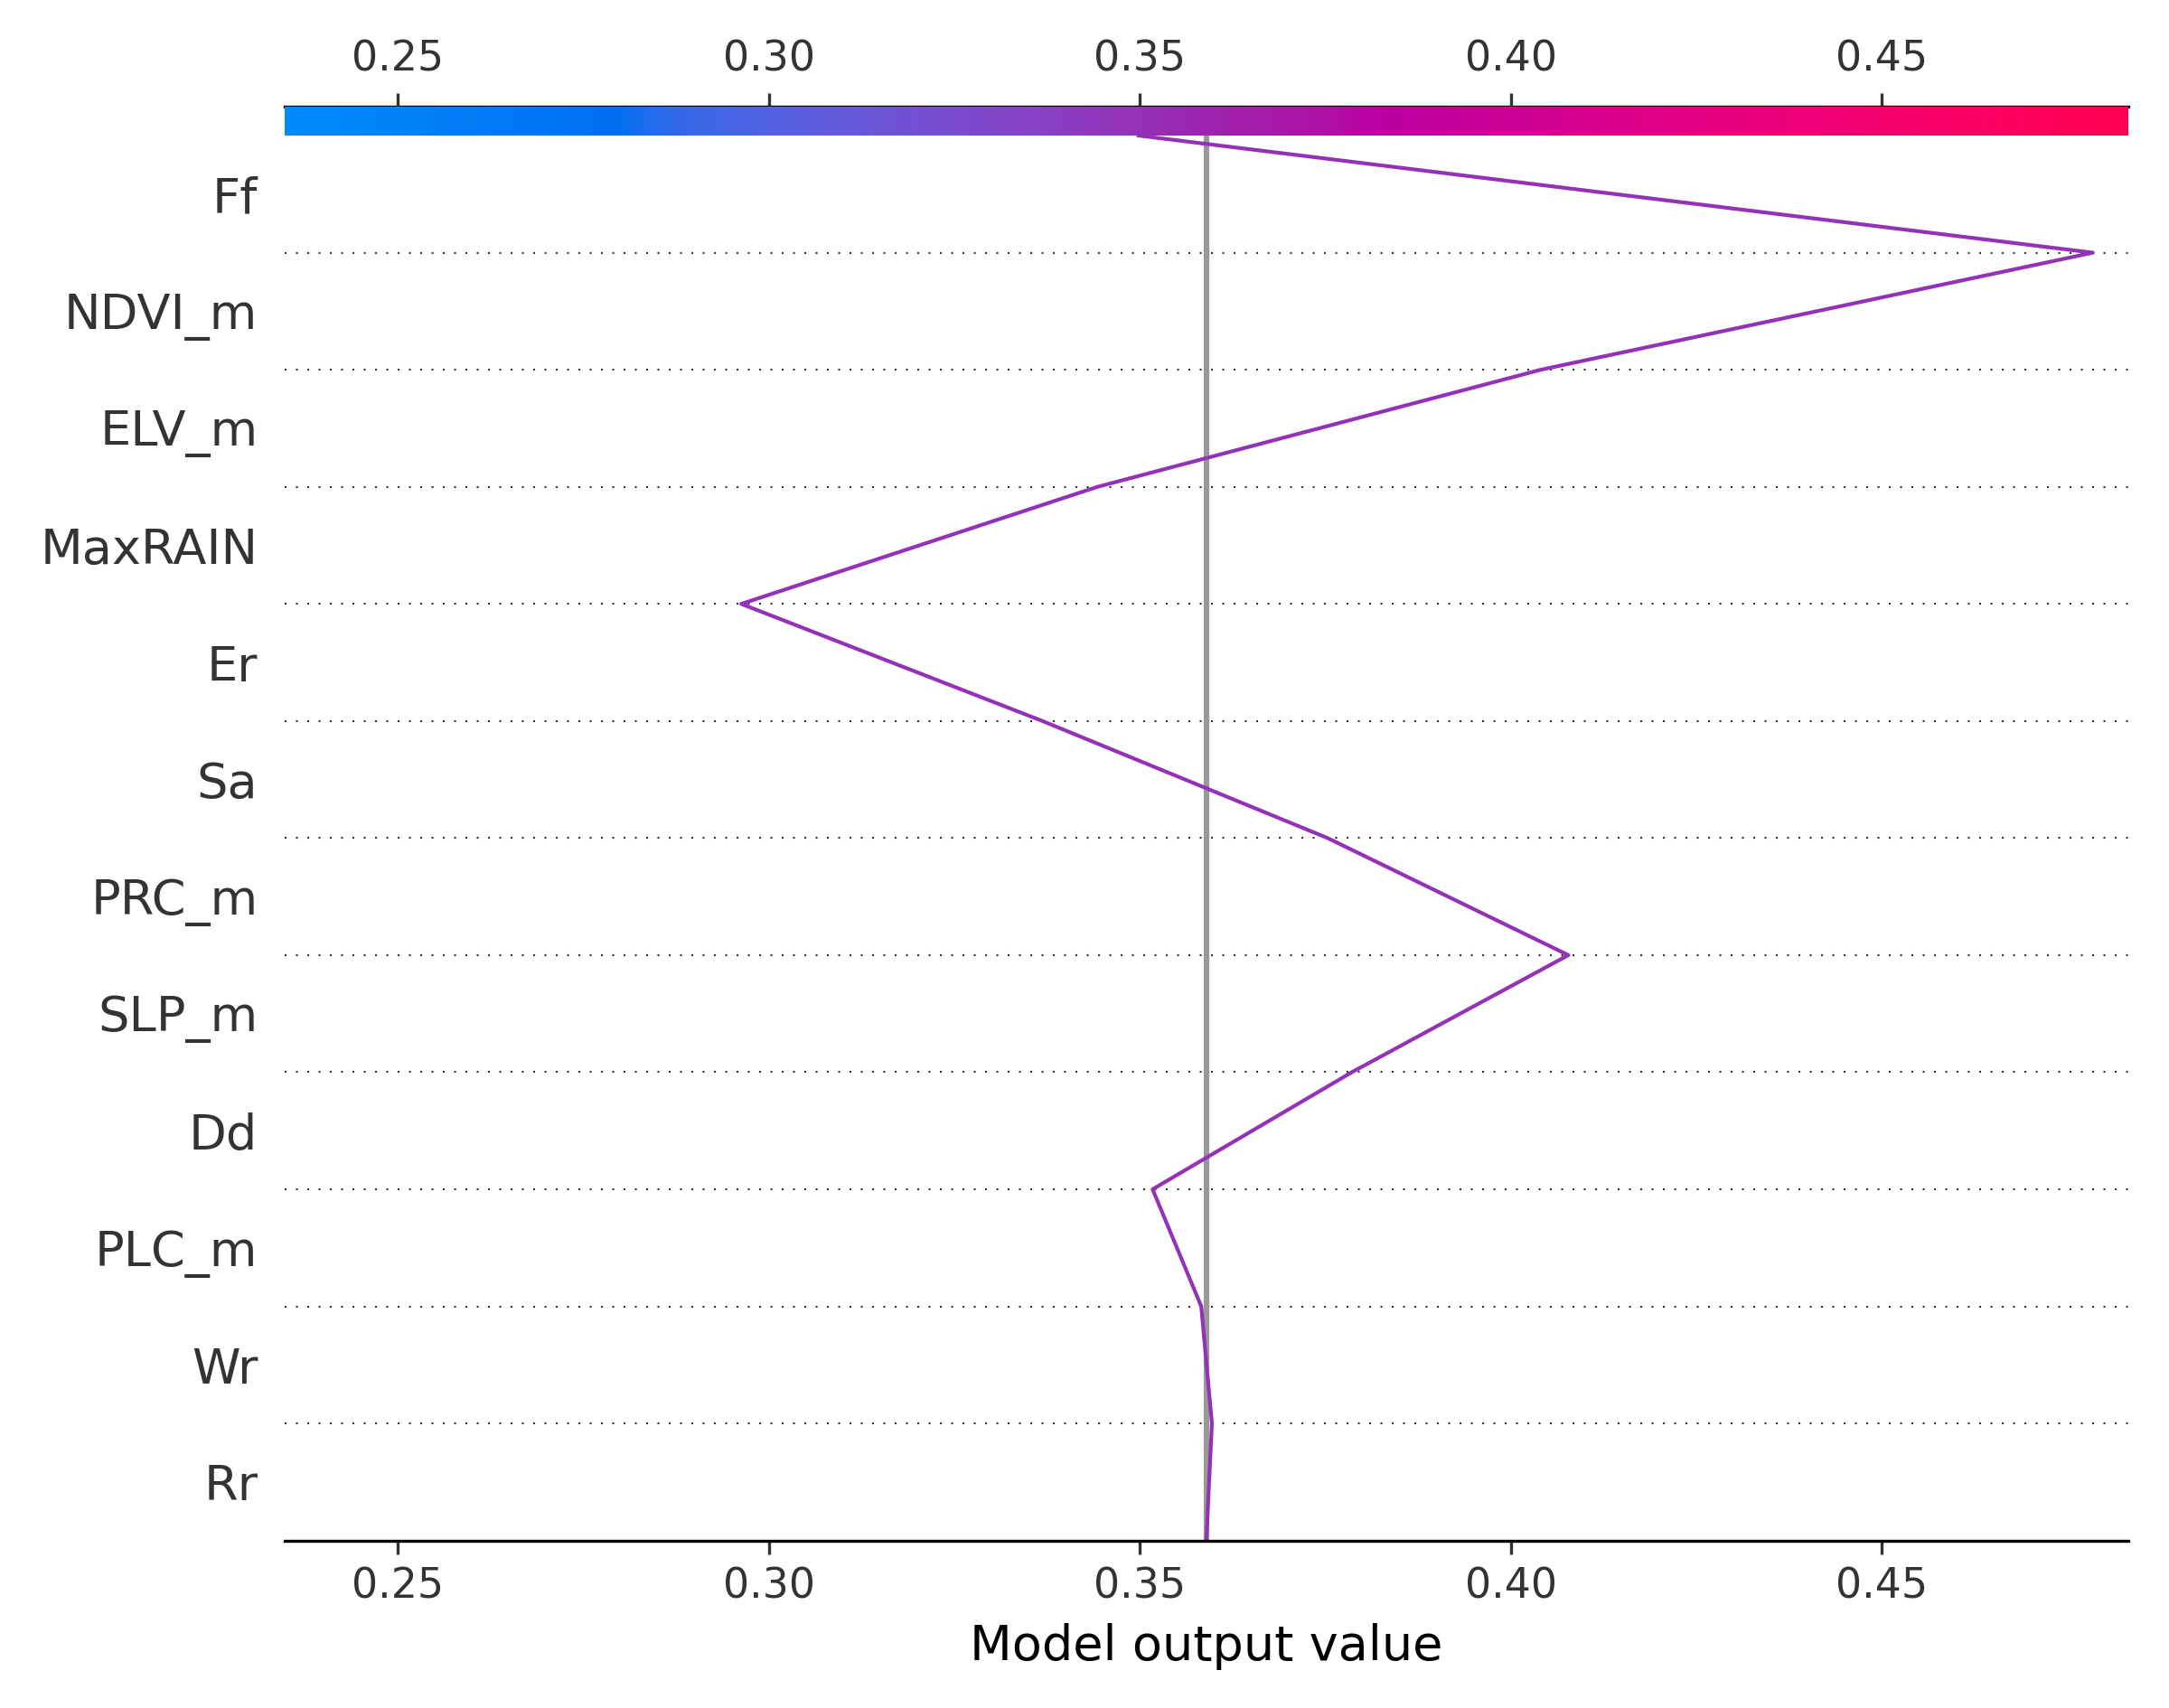 0.25 0.30 0.35 0.40 0.45
Ff
NDVI_m
ELV_m
MaxRAIN
Er
Sa
PRC_m
SLP_m
Dd
PLC_m
Wr
Rr
0.25 0.30 0.35 0.40 0.45
Model output value